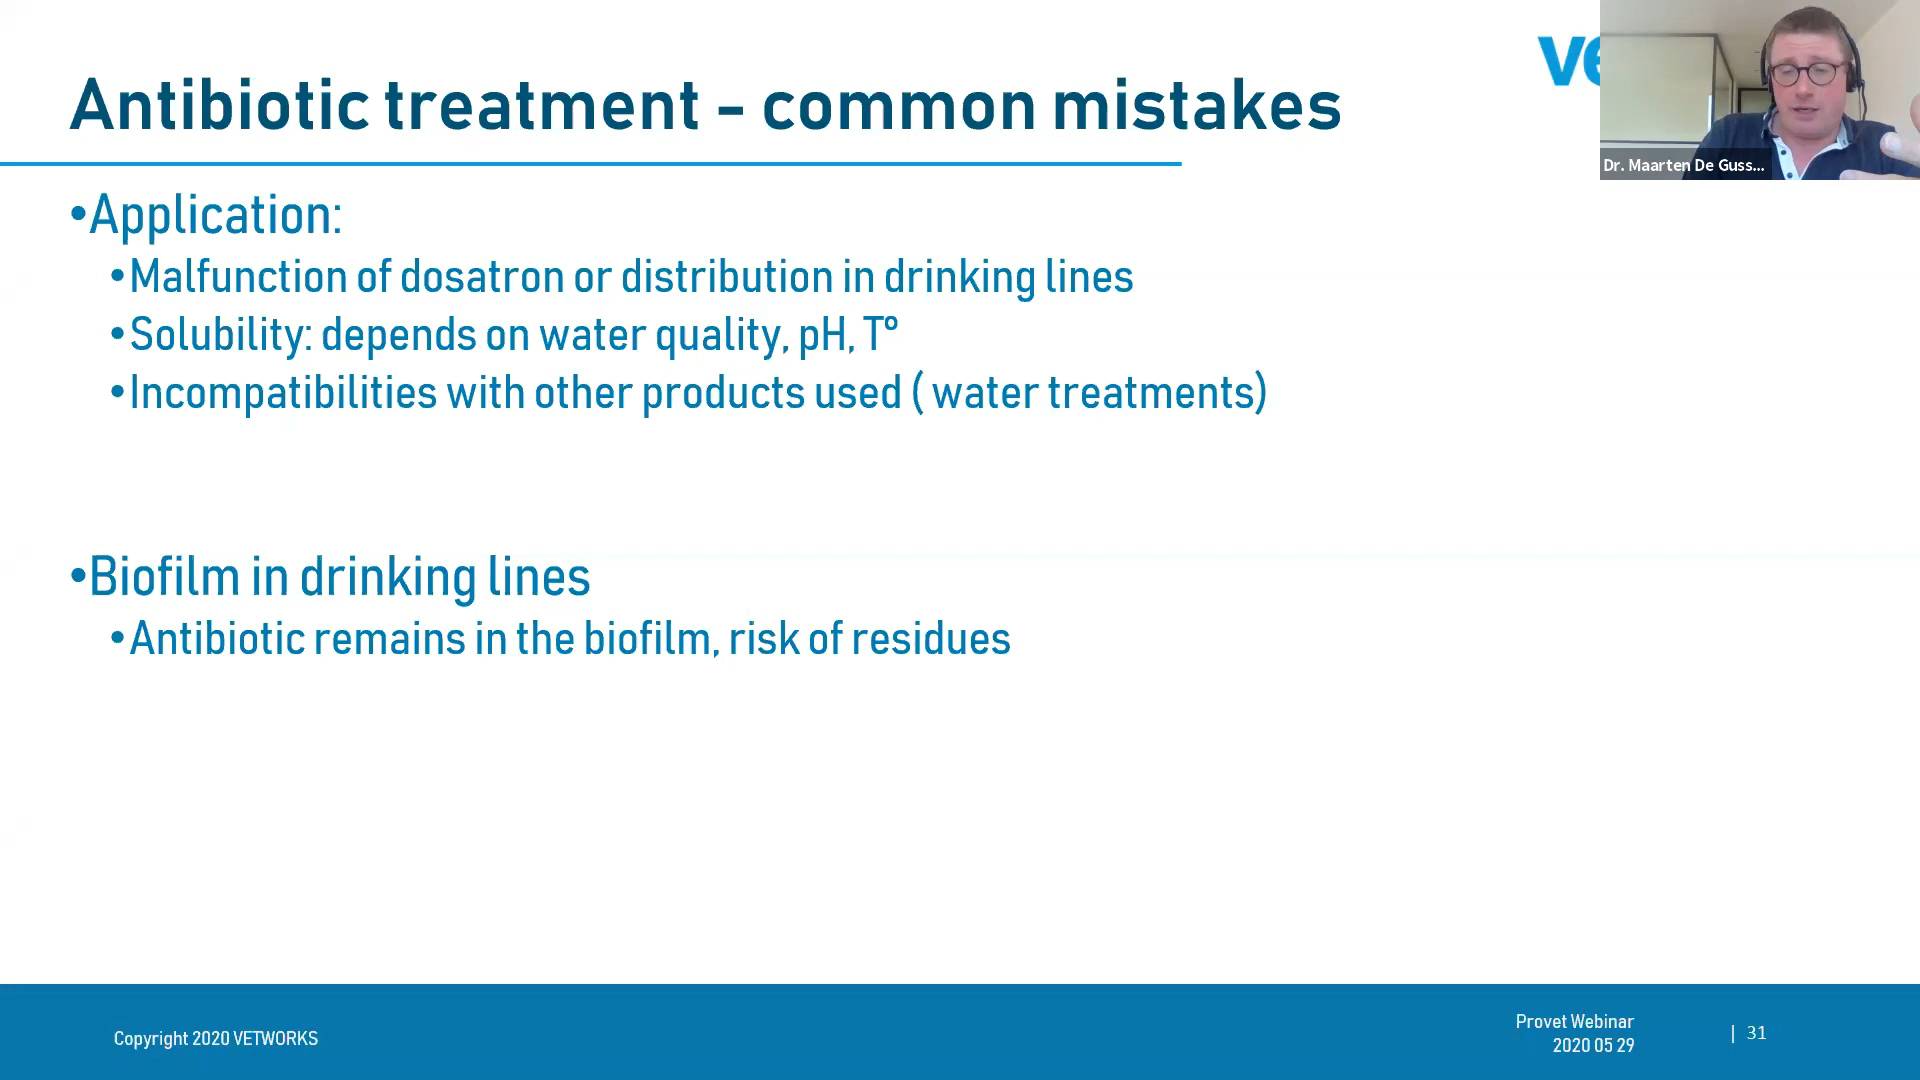 Antibiotic treatment - common mistakes
ve
Dr. Maarten De Guss...
•Application:
•Malfunction of dosatron or distribution in drinking lines
•Solubility: depends on water quality, pH, Tº
•Incompatibilities with other products used ( water treatments)
•Biofilm in drinking lines
•Antibiotic remains in the biofilm, risk of residues
Copyright 2020 VETWORKS
Provet Webinar
2020 05 29
| 31